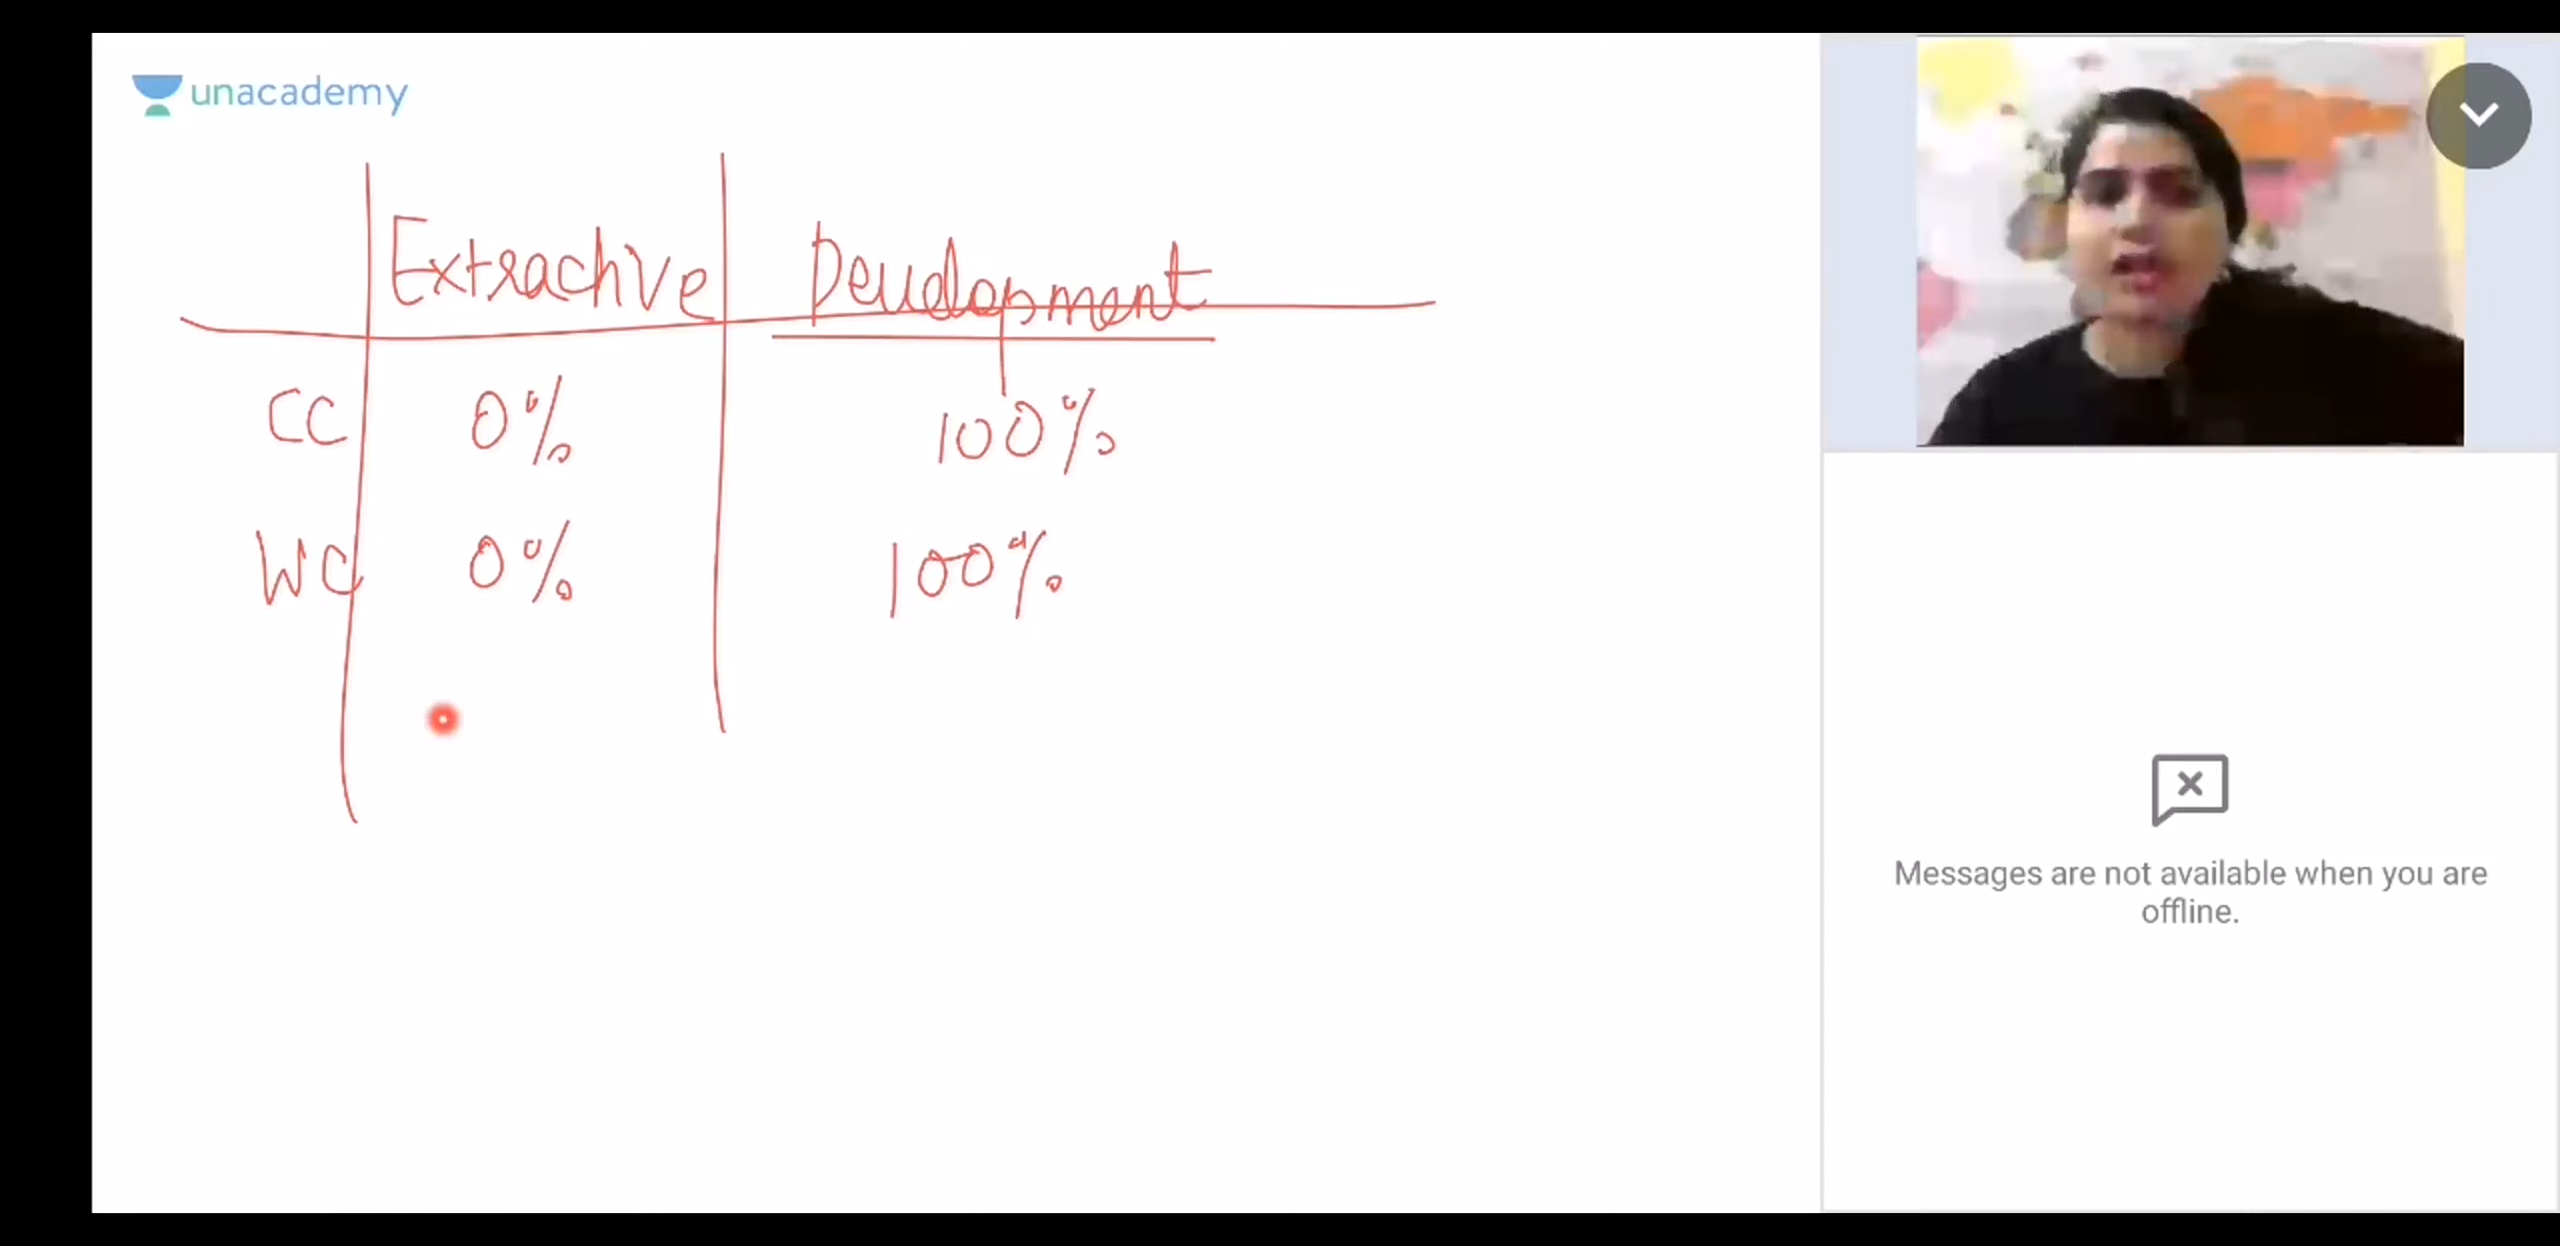 unacademy
Extractive Development
CC 0% 100%
WC 0% 100%
Messages are not available when you are
offline.